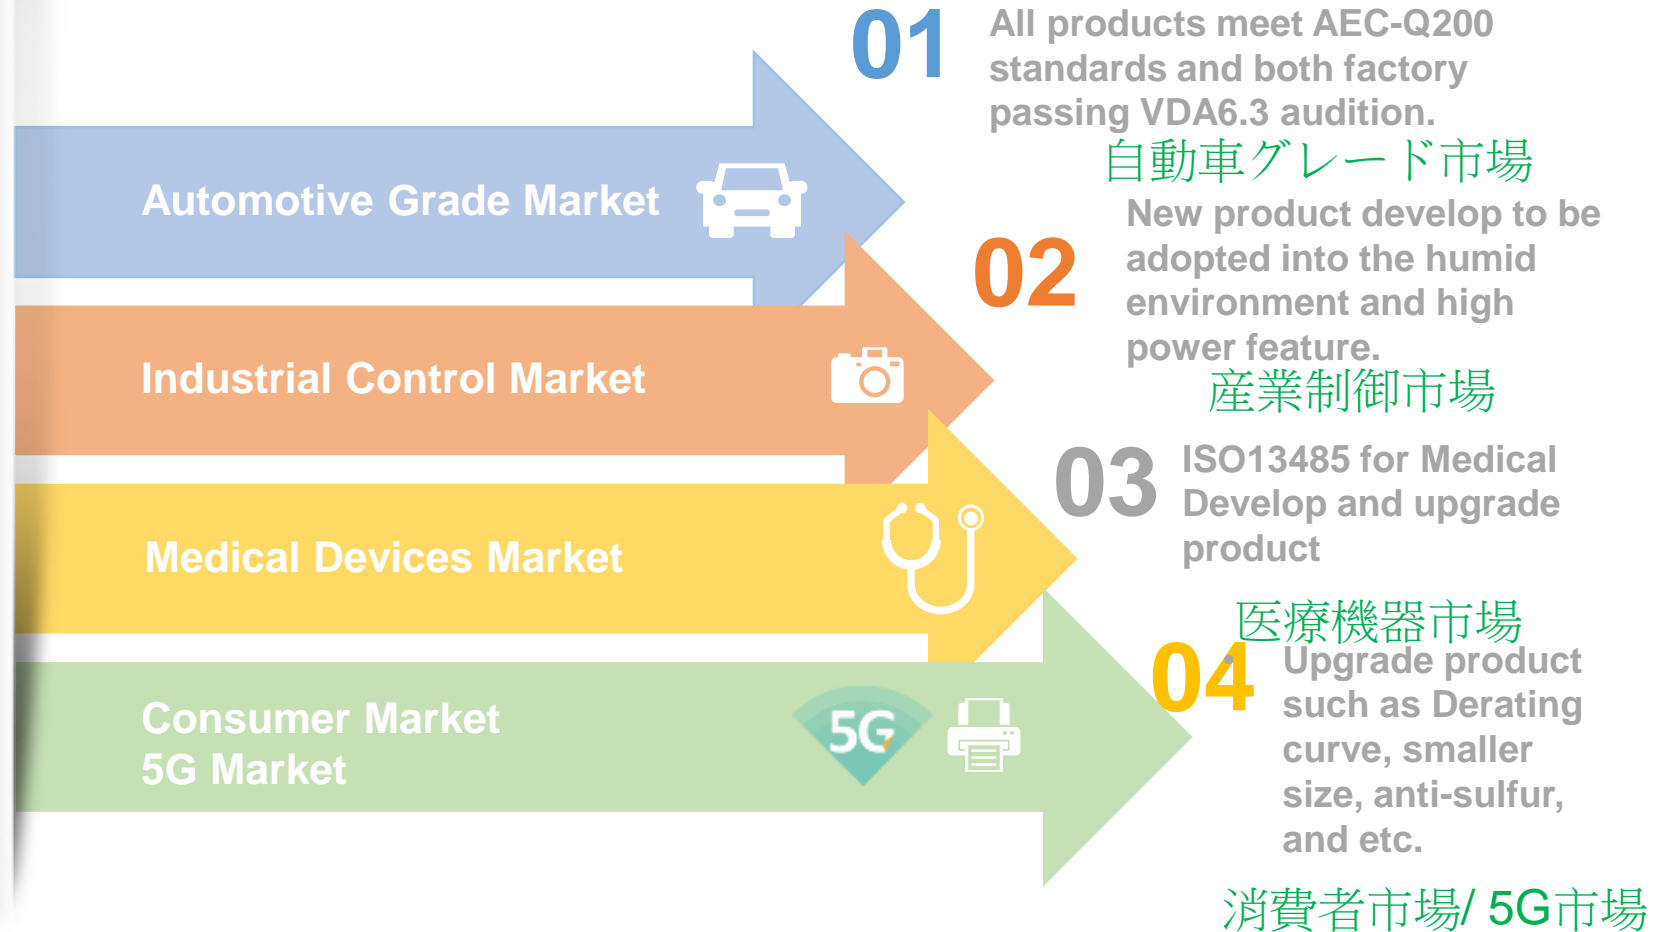 01
All products meet AEC-Q200
standards and both factory
passing VDA6.3 audition.
自動車グレード市場
Automotive Grade Market
02
New product develop to be
adopted into the humid
environment and high
power feature.
産業制御市場
Industrial Control Market
03
ISO13485 for Medical
Develop and upgrade
product
医療機器市場
Medical Devices Market
04
Upgrade product
such as Derating
curve, smaller
size, anti-sulfur,
and etc.
消費者市場/ 5G市場
Consumer Market
5G Market
5G